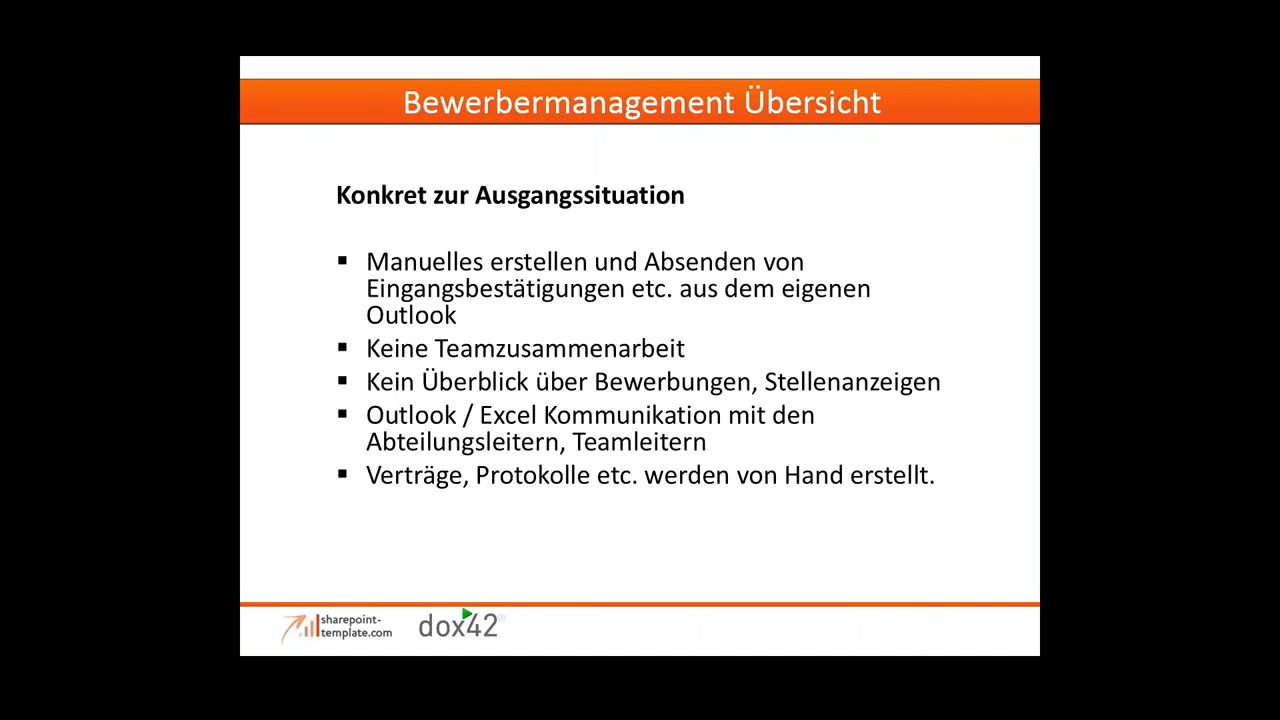 Bewerbermanagement Übersicht
Konkret zur Ausgangssituation
▪ Manuelles erstellen und Absenden von
Eingangsbestätigungen etc. aus dem eigenen
Outlook
▪ Keine Teamzusammenarbeit
▪ Kein Überblick über Bewerbungen, Stellenanzeigen
▪ Outlook / Excel Kommunikation mit den
Abteilungsleitern, Teamleitern
▪ Verträge, Protokolle etc. werden von Hand erstellt.
sharepoint-
template.com
dox42®